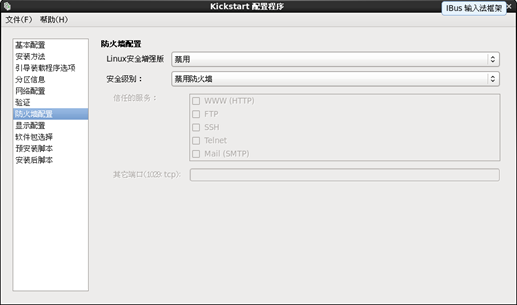 Kickstart 配置程序
IBus 输入法框架
文件(F) 帮助(H)
基本配置
安装方法
引导装载程序选项
分区信息
网络配置
验证
防火墙配置
显示配置
软件包选择
预安装脚本
安装后脚本
防火墙配置
Linux安全增强版 禁用
安全级别： 禁用防火墙
信任的服务：
WWW (HTTP)
FTP
SSH
Telnet
Mail (SMTP)
其它端口(1029:tcp):